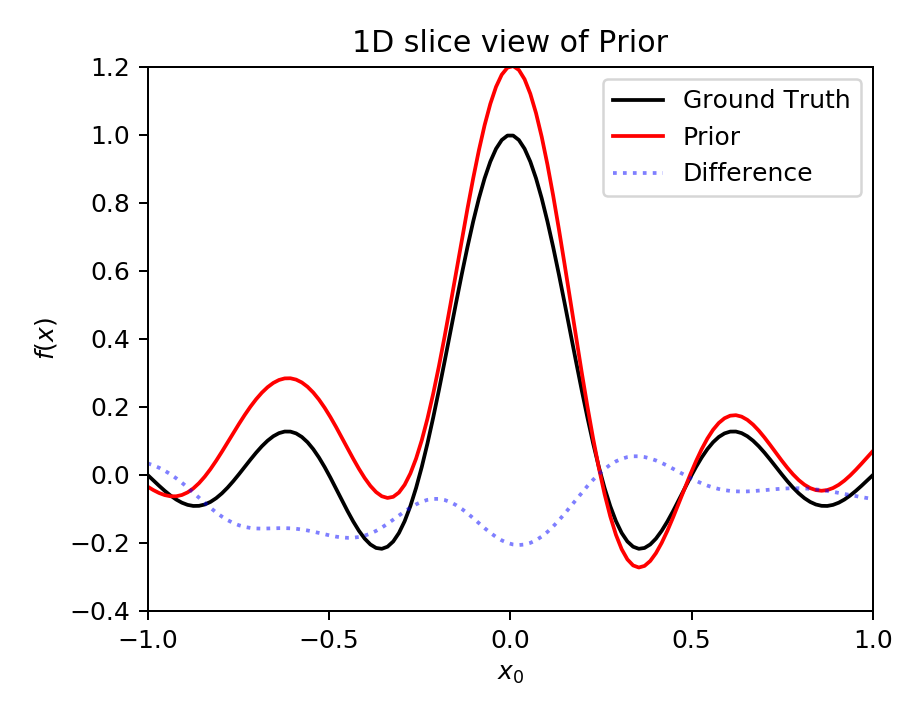 1D slice view of Prior
1.2
1.0
0.8
0.6
0.4
0.2
0.0
−0.2
−0.4
f(x)
Ground Truth
Prior
Difference
−1.0 −0.5 0.0 0.5 1.0
x₀